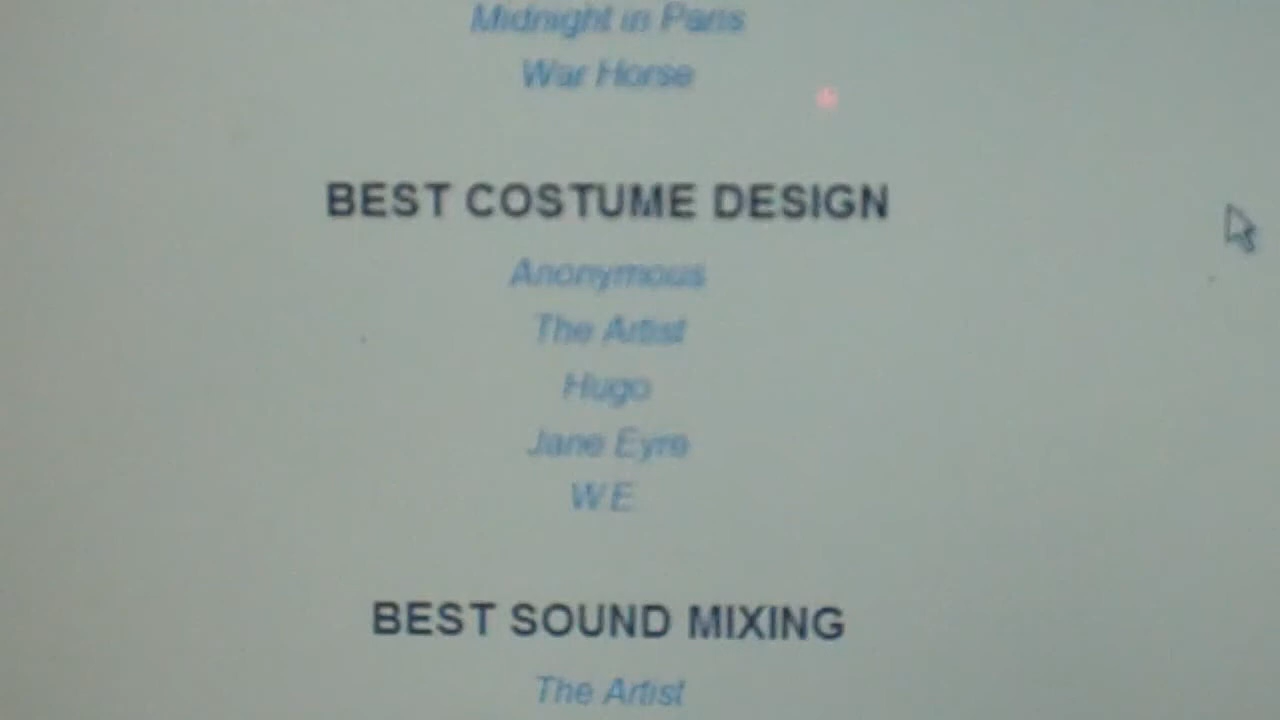 Midnight in Paris
War Horse
BEST COSTUME DESIGN
Anonymous
The Artist
Hugo
Jane Eyre
W.E.
BEST SOUND MIXING
The Artist